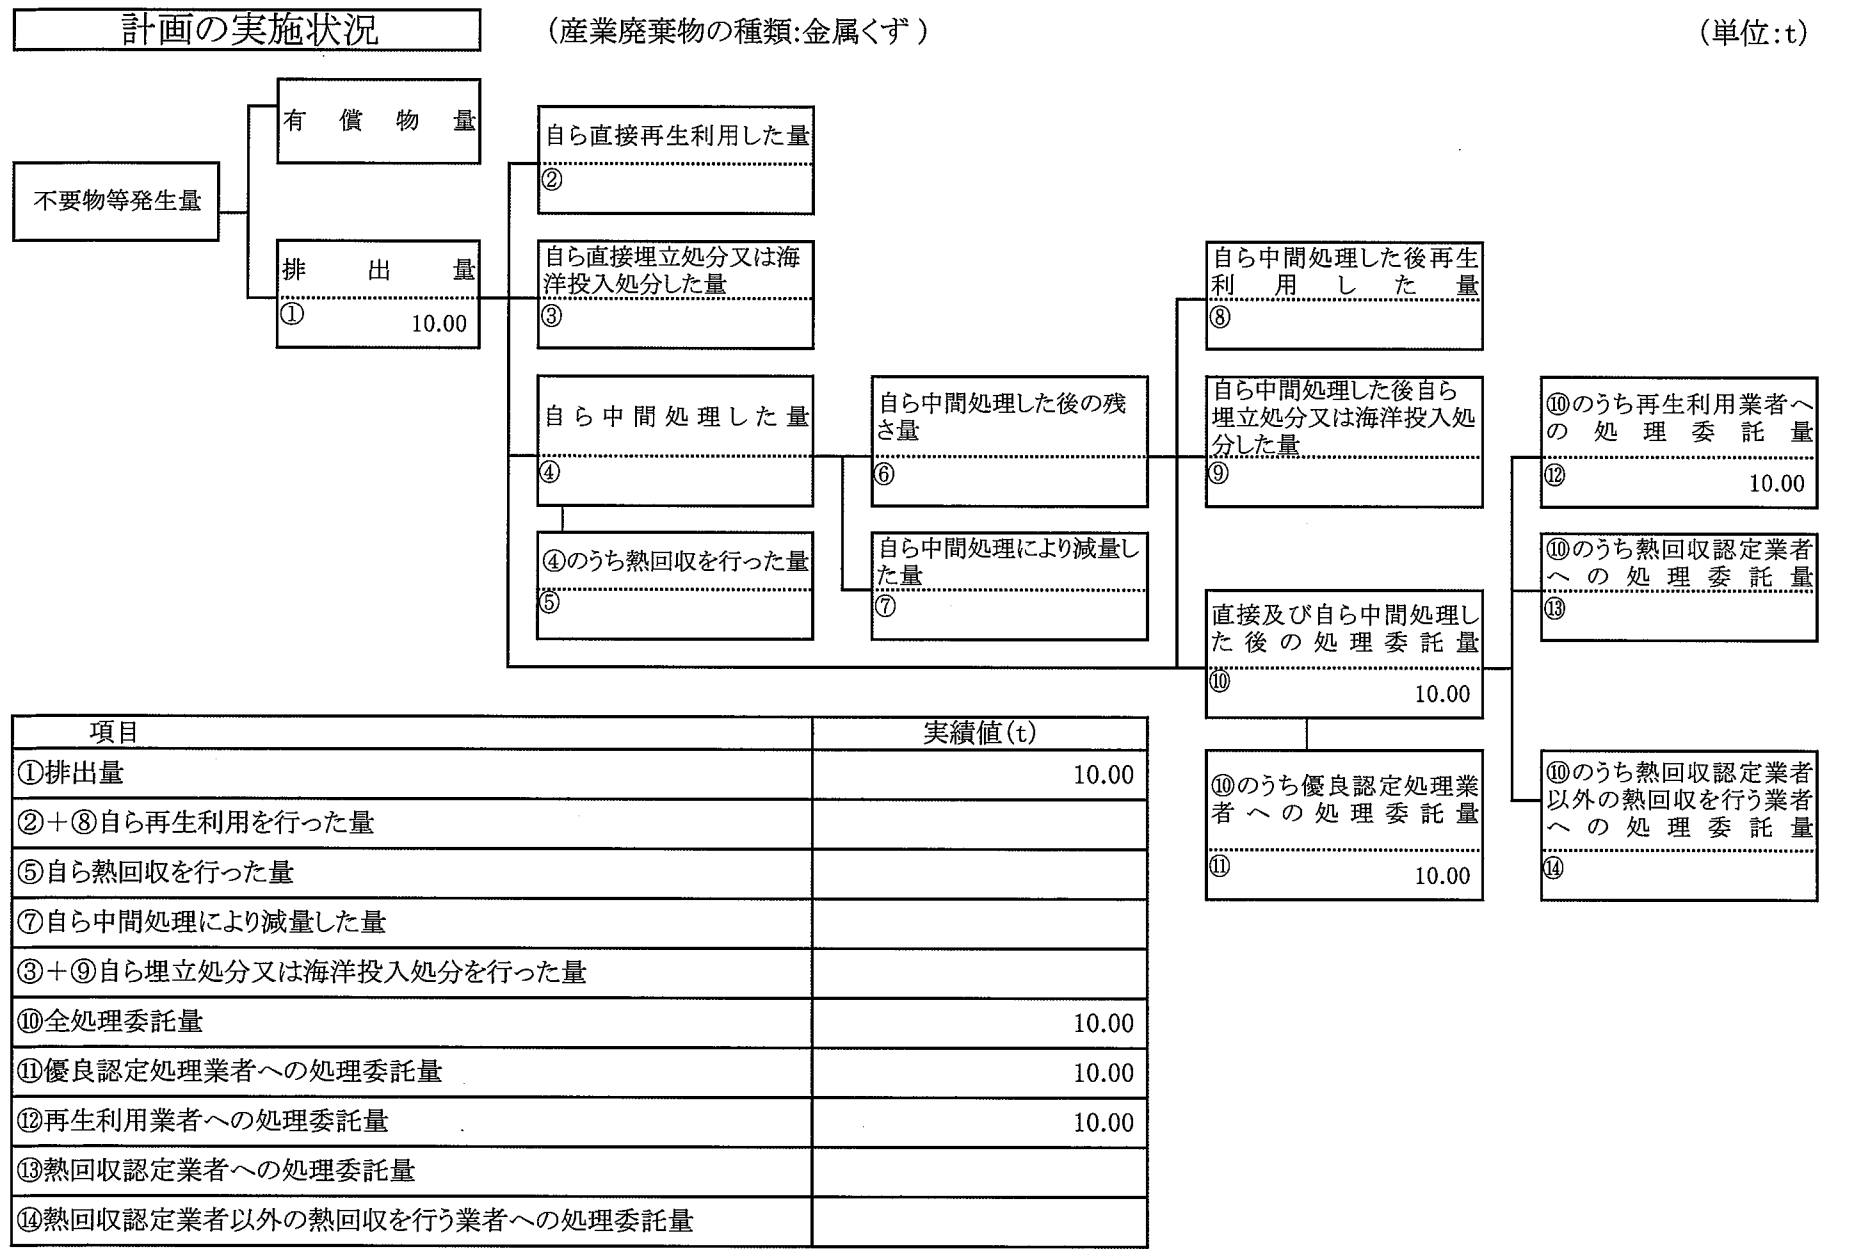 計画の実施状況
（産業廃棄物の種類:金属くず ）
（単位:t）
有償物量
不要物等発生量
排出量
①
10.00
自ら直接再生利用した量
②
自ら直接埋立処分又は海
洋投入処分した量
③
自ら中間処理した量
④
④のうち熱回収を行った量
⑤
自ら中間処理した後の残
さ量
⑥
自ら中間処理により減量し
た量
⑦
自ら中間処理した後再生
利用した量
⑧
自ら中間処理した後自ら
埋立処分又は海洋投入処
分した量
⑨
直接及び自ら中間処理し
た後の処理委託量
⑩
10.00
⑩のうち優良認定処理業
者への処理委託量
⑪
10.00
⑩のうち再生利用業者へ
の処理委託量
⑫
10.00
⑩のうち熱回収認定業者
への処理委託量
⑬
⑩のうち熱回収認定業者
以外の熱回収を行う業者
への処理委託量
⑭
項目 実績値(t)
①排出量 10.00
②＋⑧自ら再生利用を行った量
⑤自ら熱回収を行った量
⑦自ら中間処理により減量した量
③＋⑨自ら埋立処分又は海洋投入処分を行った量
⑩全処理委託量 10.00
⑪優良認定処理業者への処理委託量 10.00
⑫再生利用業者への処理委託量 10.00
⑬熱回収認定業者への処理委託量
⑭熱回収認定業者以外の熱回収を行う業者への処理委託量